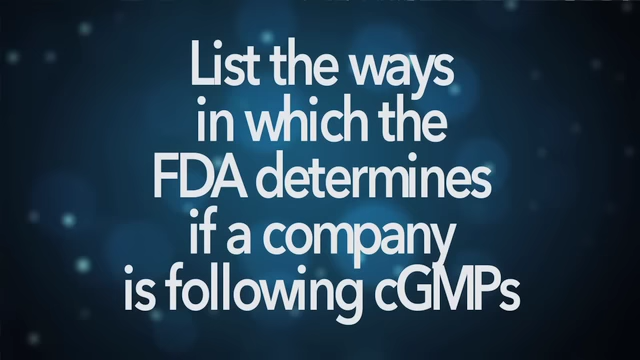 List the ways
in which the
FDA determines
if a company
is following cGMPs